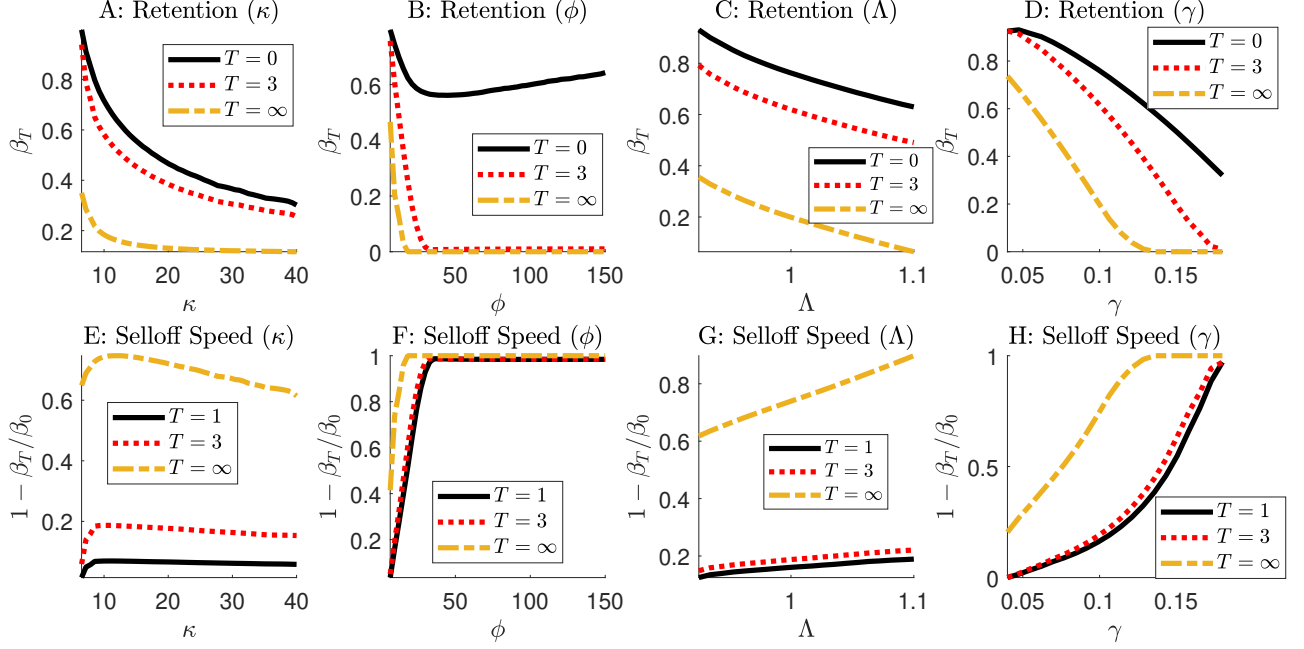 A: Retention (κ)
β_T
0.8
0.6
0.4
0.2
10
20
30
40
κ
T = 0
T = 3
T = ∞
B: Retention (φ)
β_T
0.6
0.4
0.2
0
50
100
150
φ
T = 0
T = 3
T = ∞
C: Retention (Λ)
β_T
0.8
0.6
0.4
0.2
1
1.1
Λ
T = 0
T = 3
T = ∞
D: Retention (γ)
β_T
0.8
0.6
0.4
0.2
0
0.05
0.1
0.15
γ
T = 0
T = 3
T = ∞
E: Selloff Speed (κ)
1 − β_T/β_0
0.6
0.4
0.2
10
20
30
40
κ
T = 1
T = 3
T = ∞
F: Selloff Speed (φ)
1 − β_T/β_0
1
0.8
0.6
0.4
0.2
50
100
150
φ
T = 1
T = 3
T = ∞
G: Selloff Speed (Λ)
1 − β_T/β_0
0.8
0.6
0.4
0.2
1
1.1
Λ
T = 1
T = 3
T = ∞
H: Selloff Speed (γ)
1 − β_T/β_0
1
0.5
0
0.05
0.1
0.15
γ
T = 1
T = 3
T = ∞